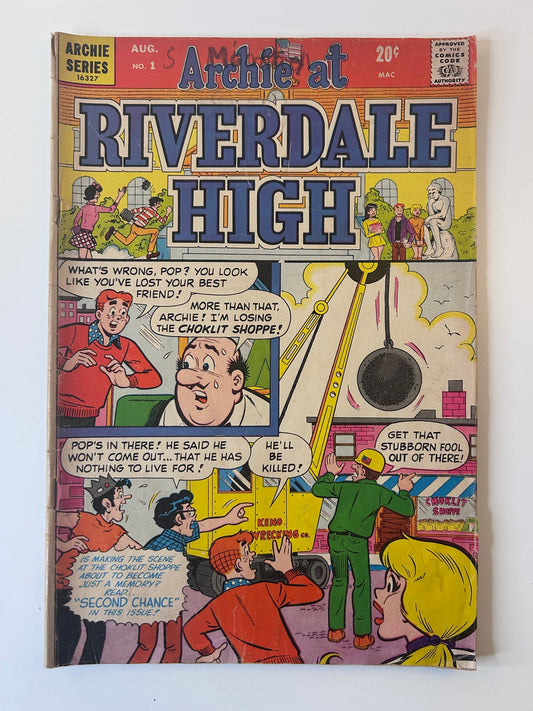 ARCHIE
SERIES
16327
AUG.
NO. 1
S Monday
20¢
MAC
APPROVED
BY THE
COMICS
CODE
AUTHORITY
Archie at
RIVERDALE
HIGH
WHAT'S WRONG, POP? YOU LOOK
LIKE YOU'VE LOST YOUR BEST
FRIEND!
MORE THAN THAT,
ARCHIE! I'M LOSING
THE CHOKLIT SHOPPE!
POP'S IN THERE! HE SAID HE
WON'T COME OUT...THAT HE HAS
NOTHING TO LIVE FOR!
HE'LL
BE
KILLED!
GET THAT
STUBBORN FOOL
OUT OF THERE!
KENO
WRECKING CO.
CHOKLIT
SHOPPE
IS MAKING THE SCENE
AT THE CHOKLIT SHOPPE
ABOUT TO BECOME
JUST A MEMORY?
READ,
"SECOND CHANCE"
IN THIS ISSUE!